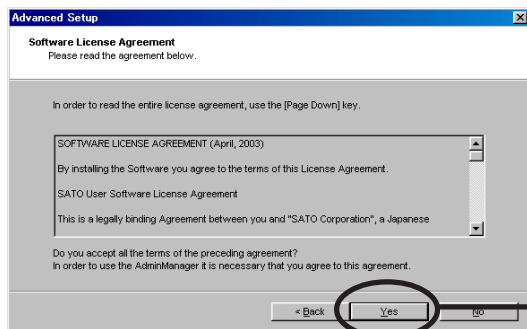 Advanced Setup
Software License Agreement
Please read the agreement below.
In order to read the entire license agreement, use the [Page Down] key.
SOFTWARE LICENSE AGREEMENT (April, 2003)
By installing the Software you agree to the terms of this License Agreement.
SATO User Software License Agreement
This is a legally binding Agreement between you and "SATO Corporation", a Japanese
Do you accept all the terms of the preceding agreement?
In order to use the AdminManager it is necessary that you agree to this agreement.
< Back
Yes
No